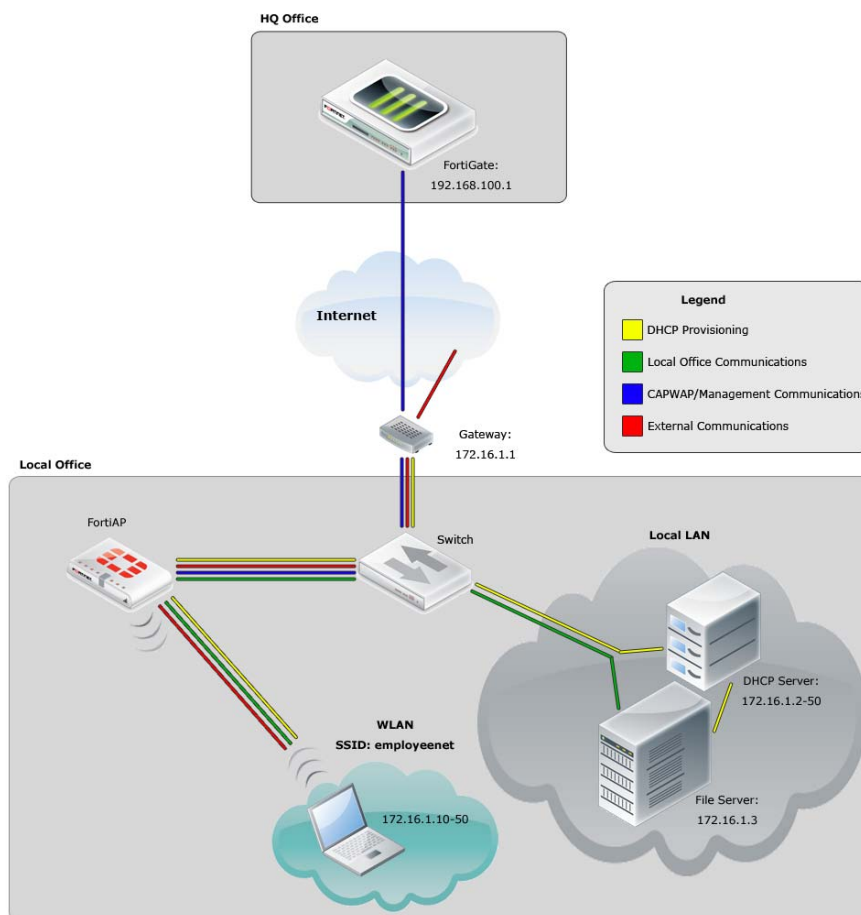 HQ Office
FortiGate:
192.168.100.1
Internet
Legend
DHCP Provisioning
Local Office Communications
CAPWAP/Management Communications
External Communications
Gateway:
172.16.1.1
Local Office
FortiAP
Switch
Local LAN
DHCP Server:
172.16.1.2-50
WLAN
SSID: employeenet
172.16.1.10-50
File Server:
172.16.1.3